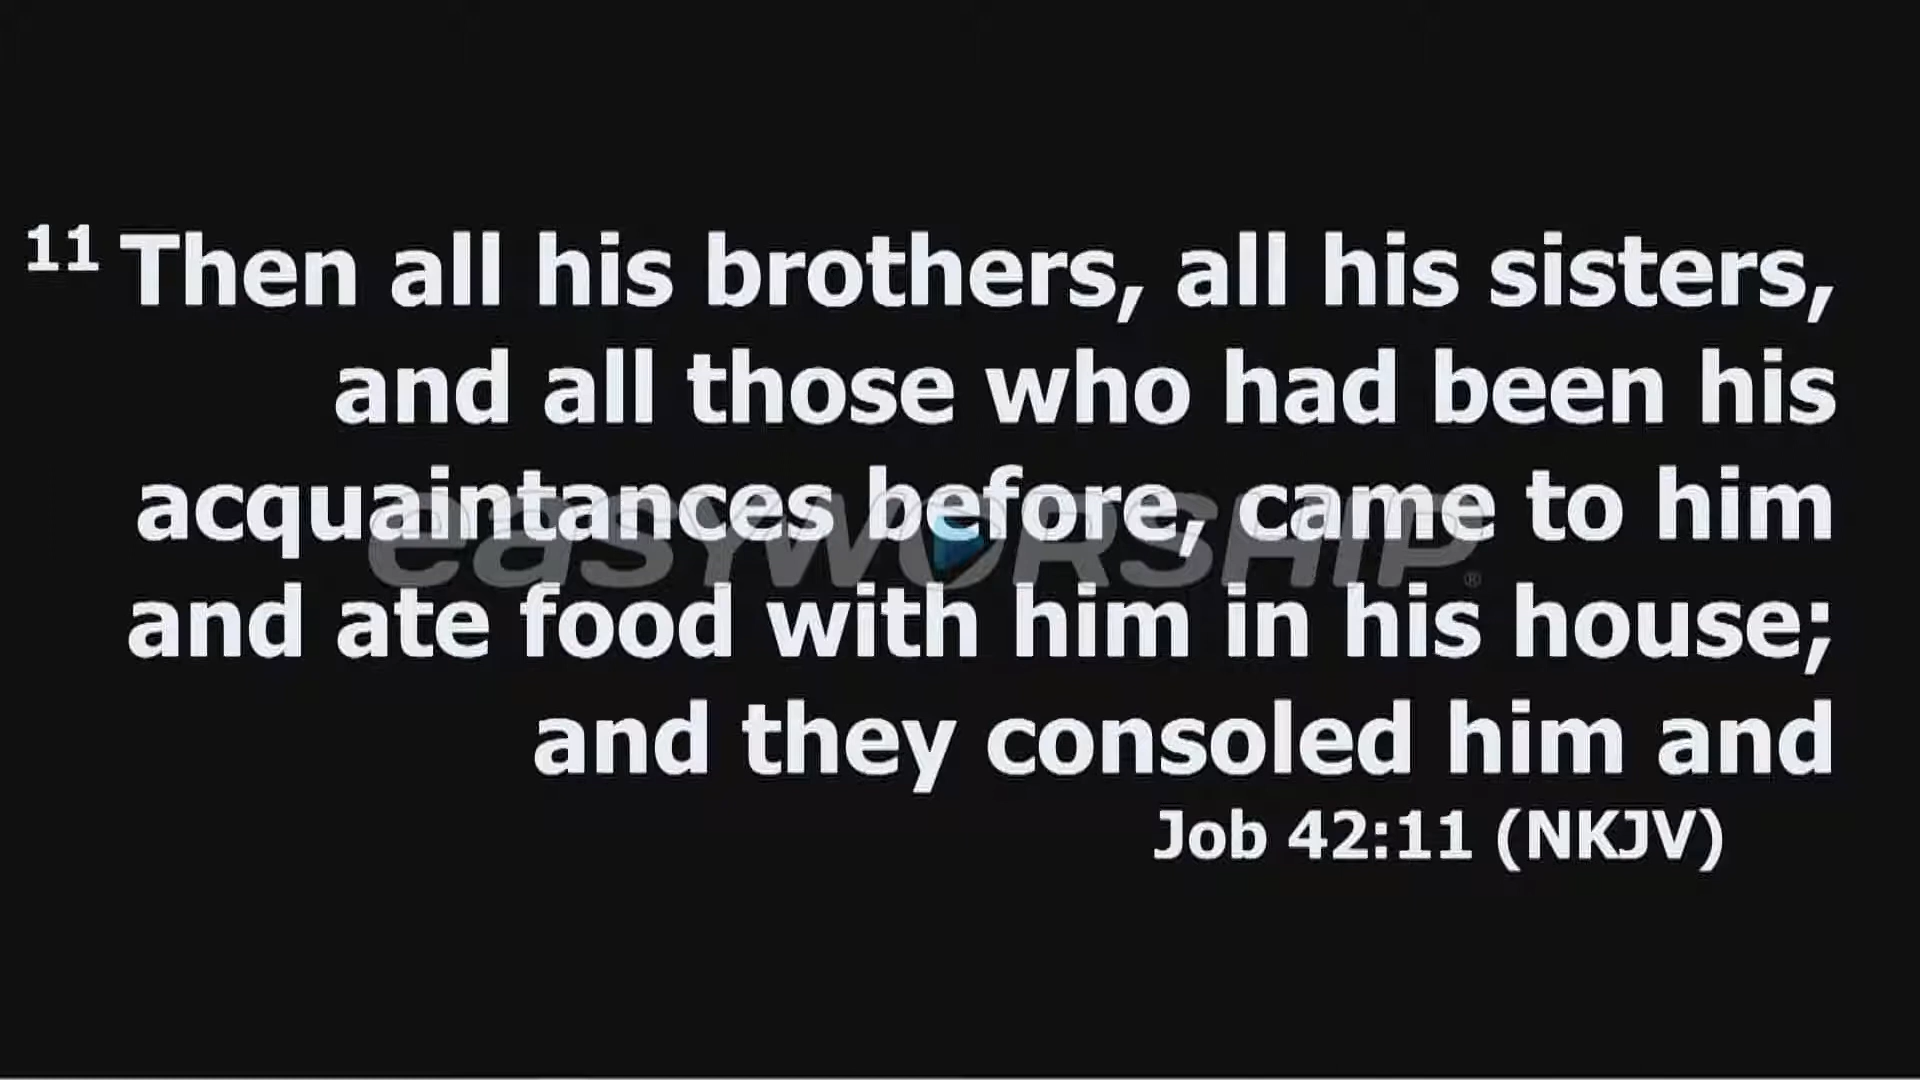 11 Then all his brothers, all his sisters,
and all those who had been his
acquaintances before, came to him
easyWORSHIP®
and ate food with him in his house;
and they consoled him and
Job 42:11 (NKJV)